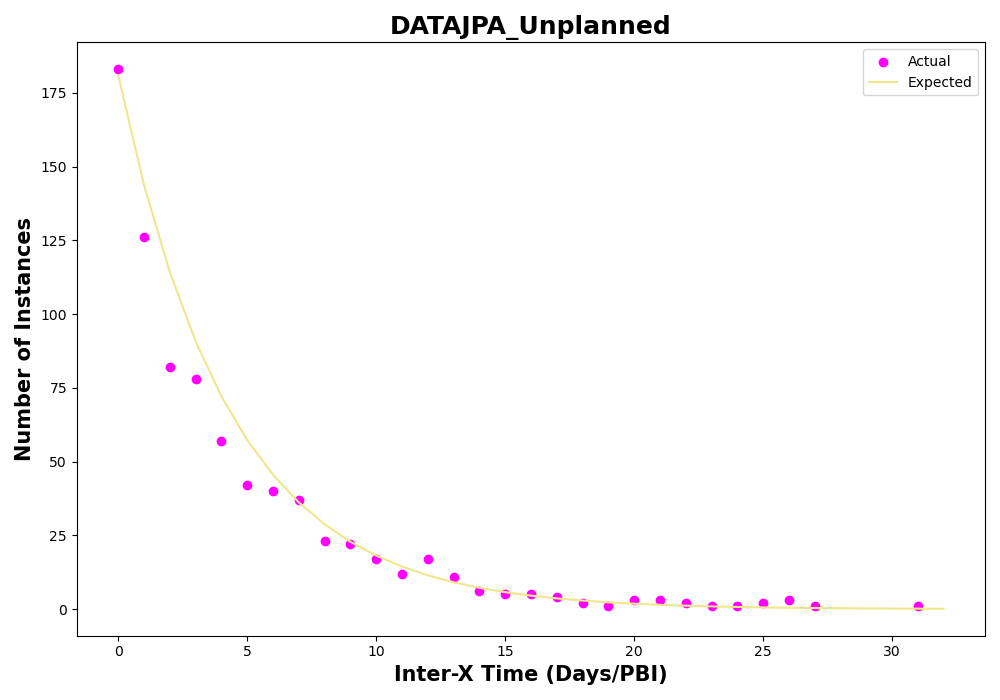 DATAJPA_Unplanned
Actual
Expected
Number of Instances
175
150
125
100
75
50
25
0
0 5 10 15 20 25 30
Inter-X Time (Days/PBI)